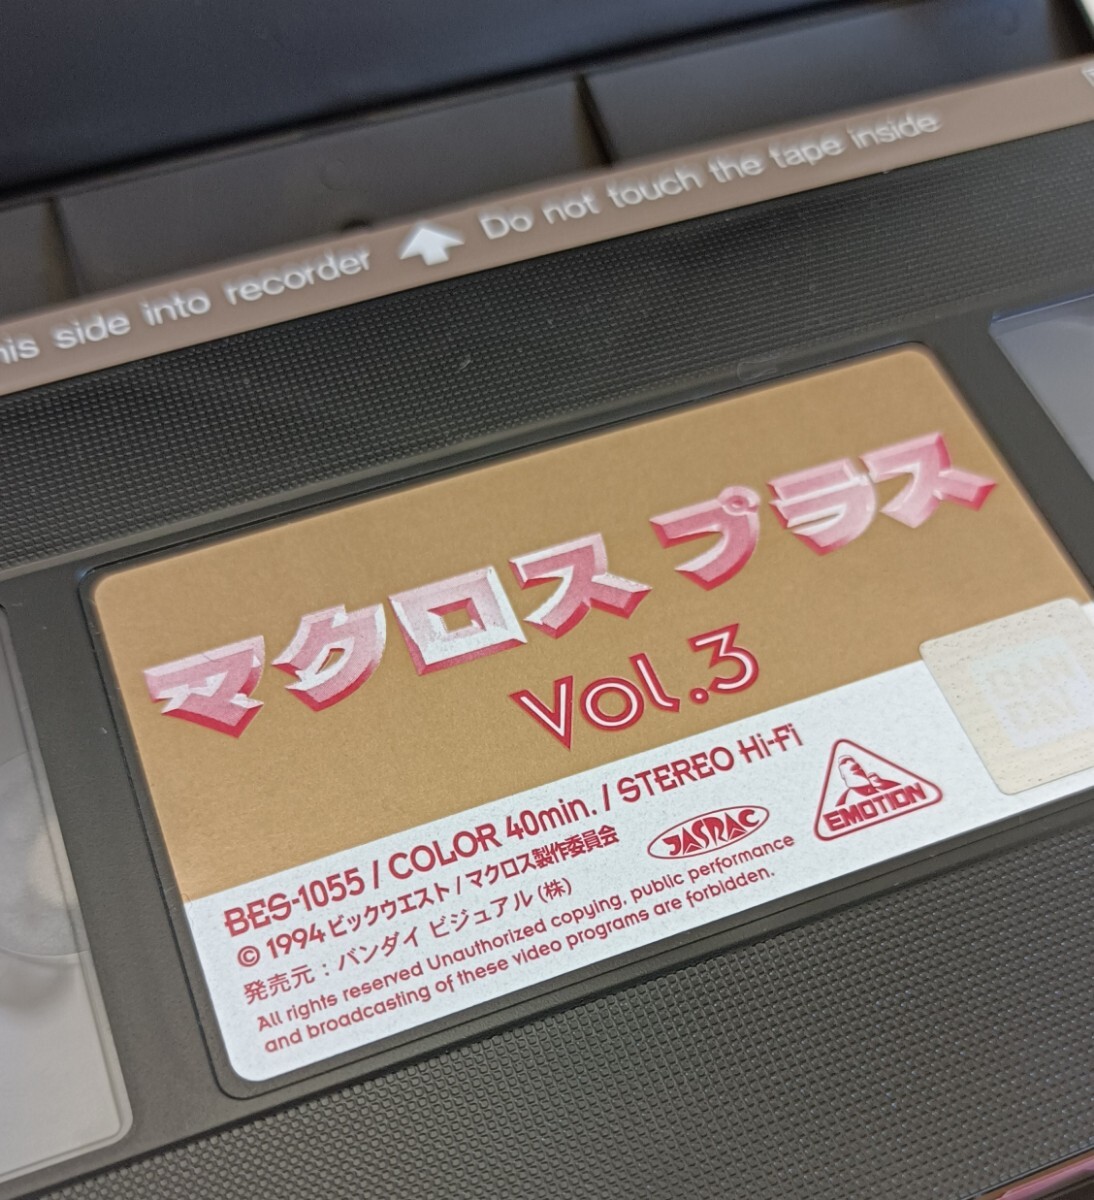 his side into recorder Do not touch the tape inside
マクロス プラス
Vol.3
BES-1055 / COLOR 40min. / STEREO Hi-Fi
© 1994 ビックウエスト / マクロス製作委員会
JASRAC
EMOTION
発売元：バンダイ ビジュアル (株)
All rights reserved Unauthorized copying, public performance
and broadcasting of these video programs are forbidden.
BAN
DAI